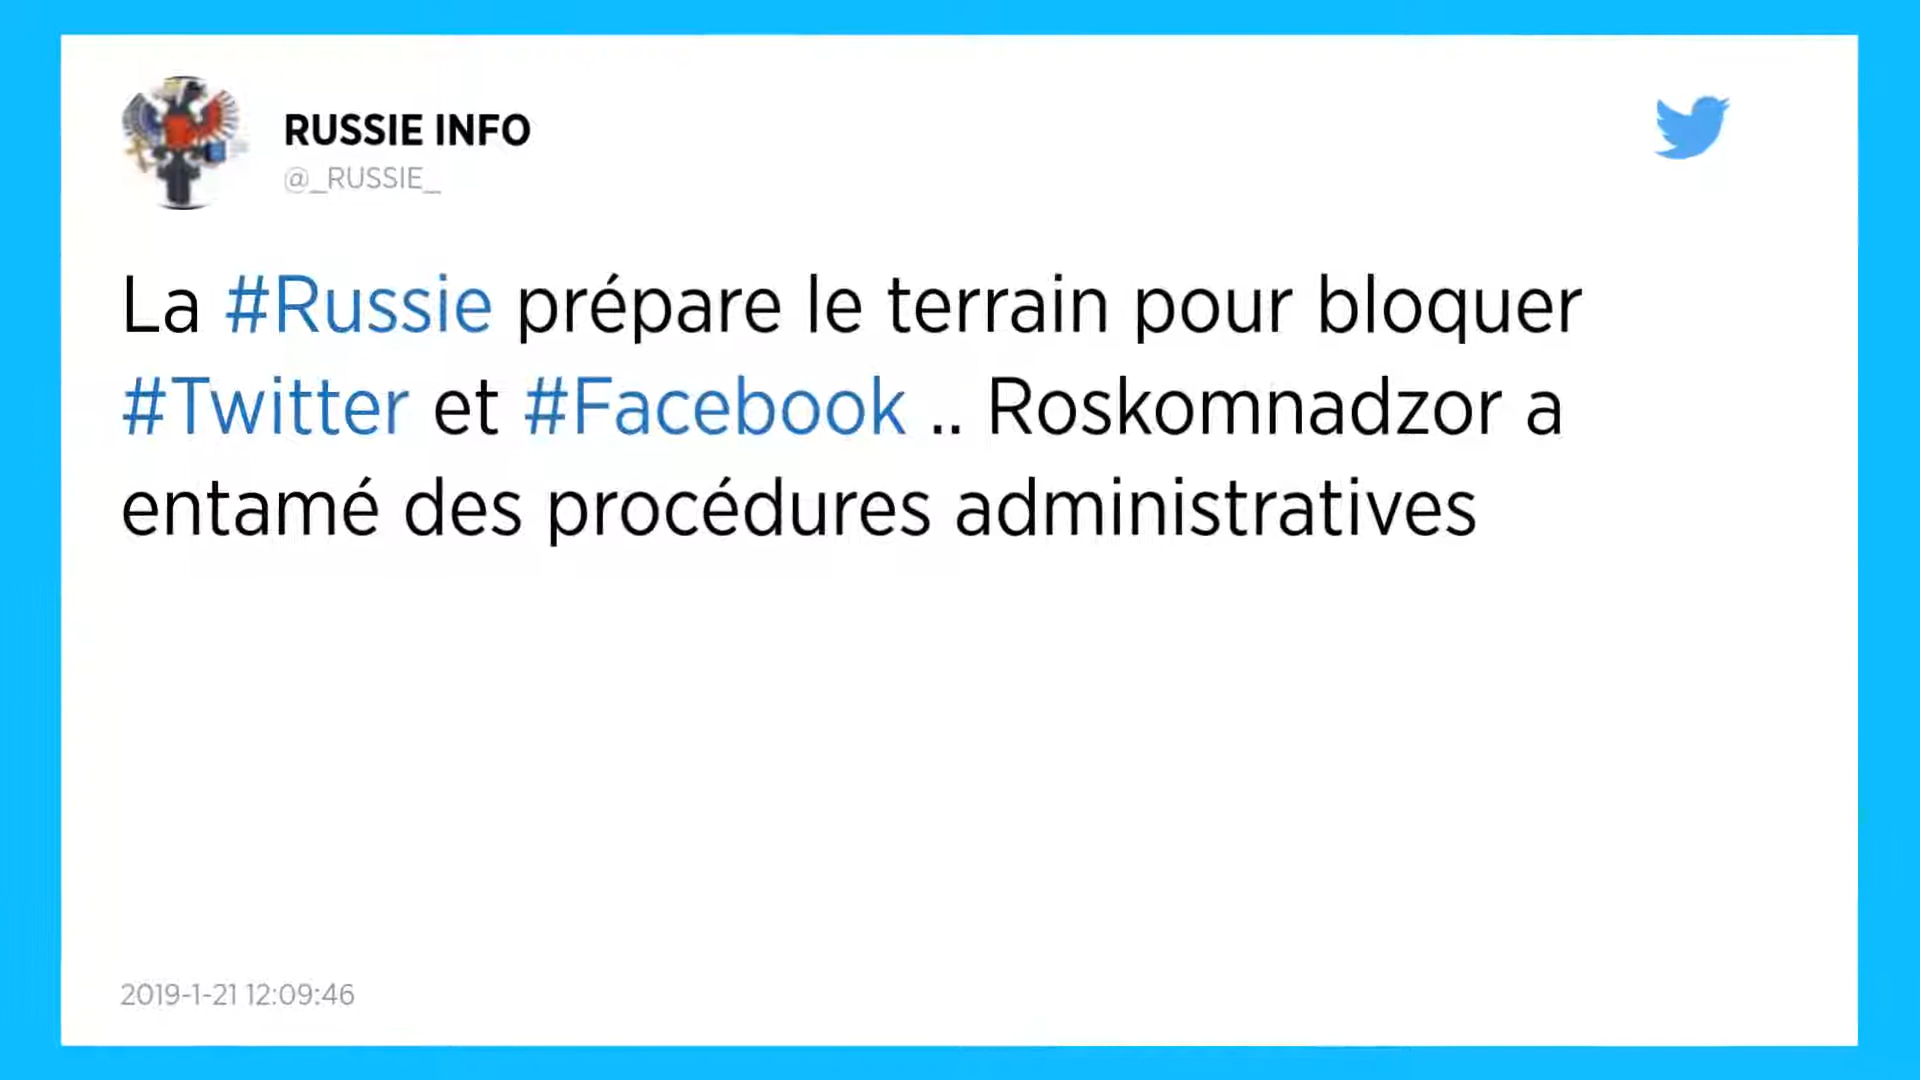 RUSSIE INFO
@_RUSSIE_
La #Russie prépare le terrain pour bloquer
#Twitter et #Facebook .. Roskomnadzor a
entamé des procédures administratives
2019-1-21 12:09:46